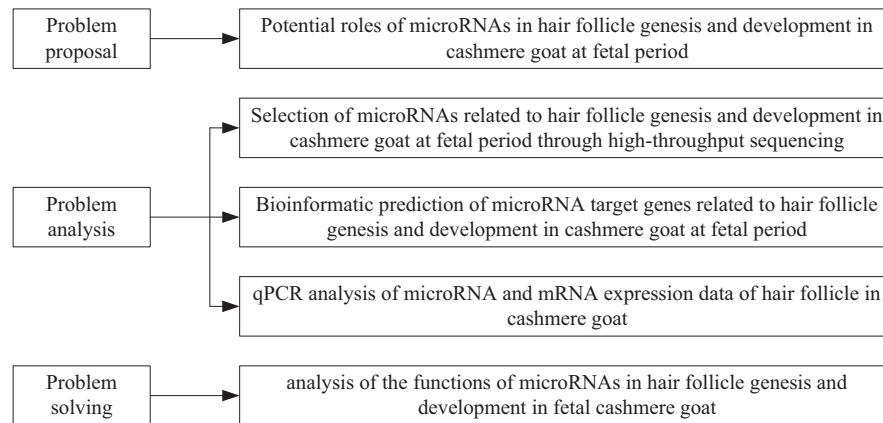 Problem
proposal
Potential roles of microRNAs in hair follicle genesis and development in
cashmere goat at fetal period
Selection of microRNAs related to hair follicle genesis and development in
cashmere goat at fetal period through high-throughput sequencing
Problem
analysis
Bioinformatic prediction of microRNA target genes related to hair follicle
genesis and development in cashmere goat at fetal period
qPCR analysis of microRNA and mRNA expression data of hair follicle in
cashmere goat
Problem
solving
analysis of the functions of microRNAs in hair follicle genesis and
development in fetal cashmere goat